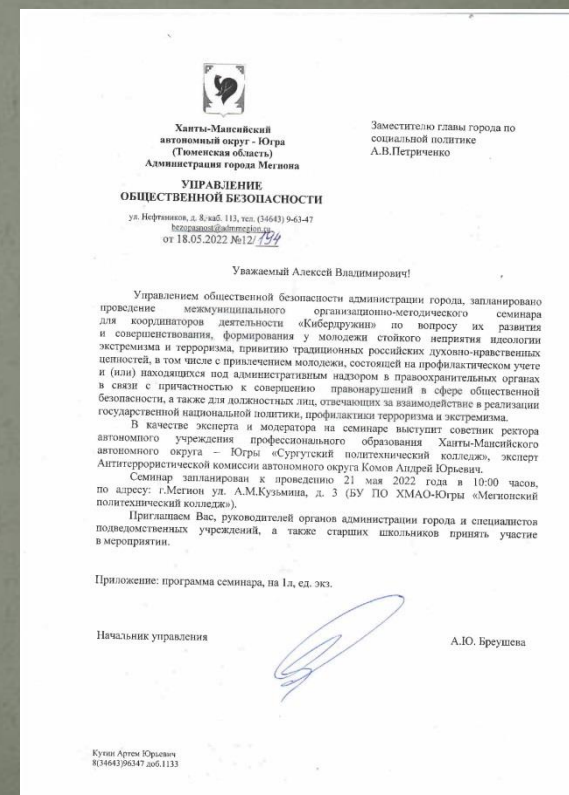 Ханты-Мансийский
автономный округ - Югра
(Тюменская область)
Администрация города Мегиона
УПРАВЛЕНИЕ
ОБЩЕСТВЕННОЙ БЕЗОПАСНОСТИ
ул. Нефтяников, д. 8, каб. 113, тел. (34643) 9-63-47
bezopasnost@admmegion.ru
от 18.05.2022 №12/194
Заместителю главы города по
социальной политике
А.В.Петриченко
Уважаемый Алексей Владимирович!
Управлением общественной безопасности администрации города, запланировано
проведение межмуниципального организационно-методического семинара
для координаторов деятельности «Кибердружин» по вопросу их развития
и совершенствования, формирования у молодежи стойкого неприятия идеологии
экстремизма и терроризма, привитию традиционных российских духовно-нравственных
ценностей, в том числе с привлечением молодежи, состоящей на профилактическом учете
и (или) находящихся под административным надзором в правоохранительных органах
в связи с причастностью к совершению правонарушений в сфере общественной
безопасности, а также для должностных лиц, отвечающих за взаимодействие в реализации
государственной национальной политики, профилактики терроризма и экстремизма.
В качестве эксперта и модератора на семинаре выступит советник ректора
автономного учреждения профессионального образования Ханты-Мансийского
автономного округа – Югры «Сургутский политехнический колледж», эксперт
Антитеррористической комиссии автономного округа Комов Андрей Юрьевич.
Семинар запланирован к проведению 21 мая 2022 года в 10:00 часов,
по адресу: г.Мегион ул. А.М.Кузьмина, д. 3 (БУ ПО ХМАО-Югры «Мегионский
политехнический колледж»).
Приглашаем Вас, руководителей органов администрации города и специалистов
подведомственных учреждений, а также старших школьников принять участие
в мероприятии.
Приложение: программа семинара, на 1л, ед. экз.
Начальник управления
А.Ю. Бреушева
Кутин Артем Юрьевич
8(34643)96347 доб.1133